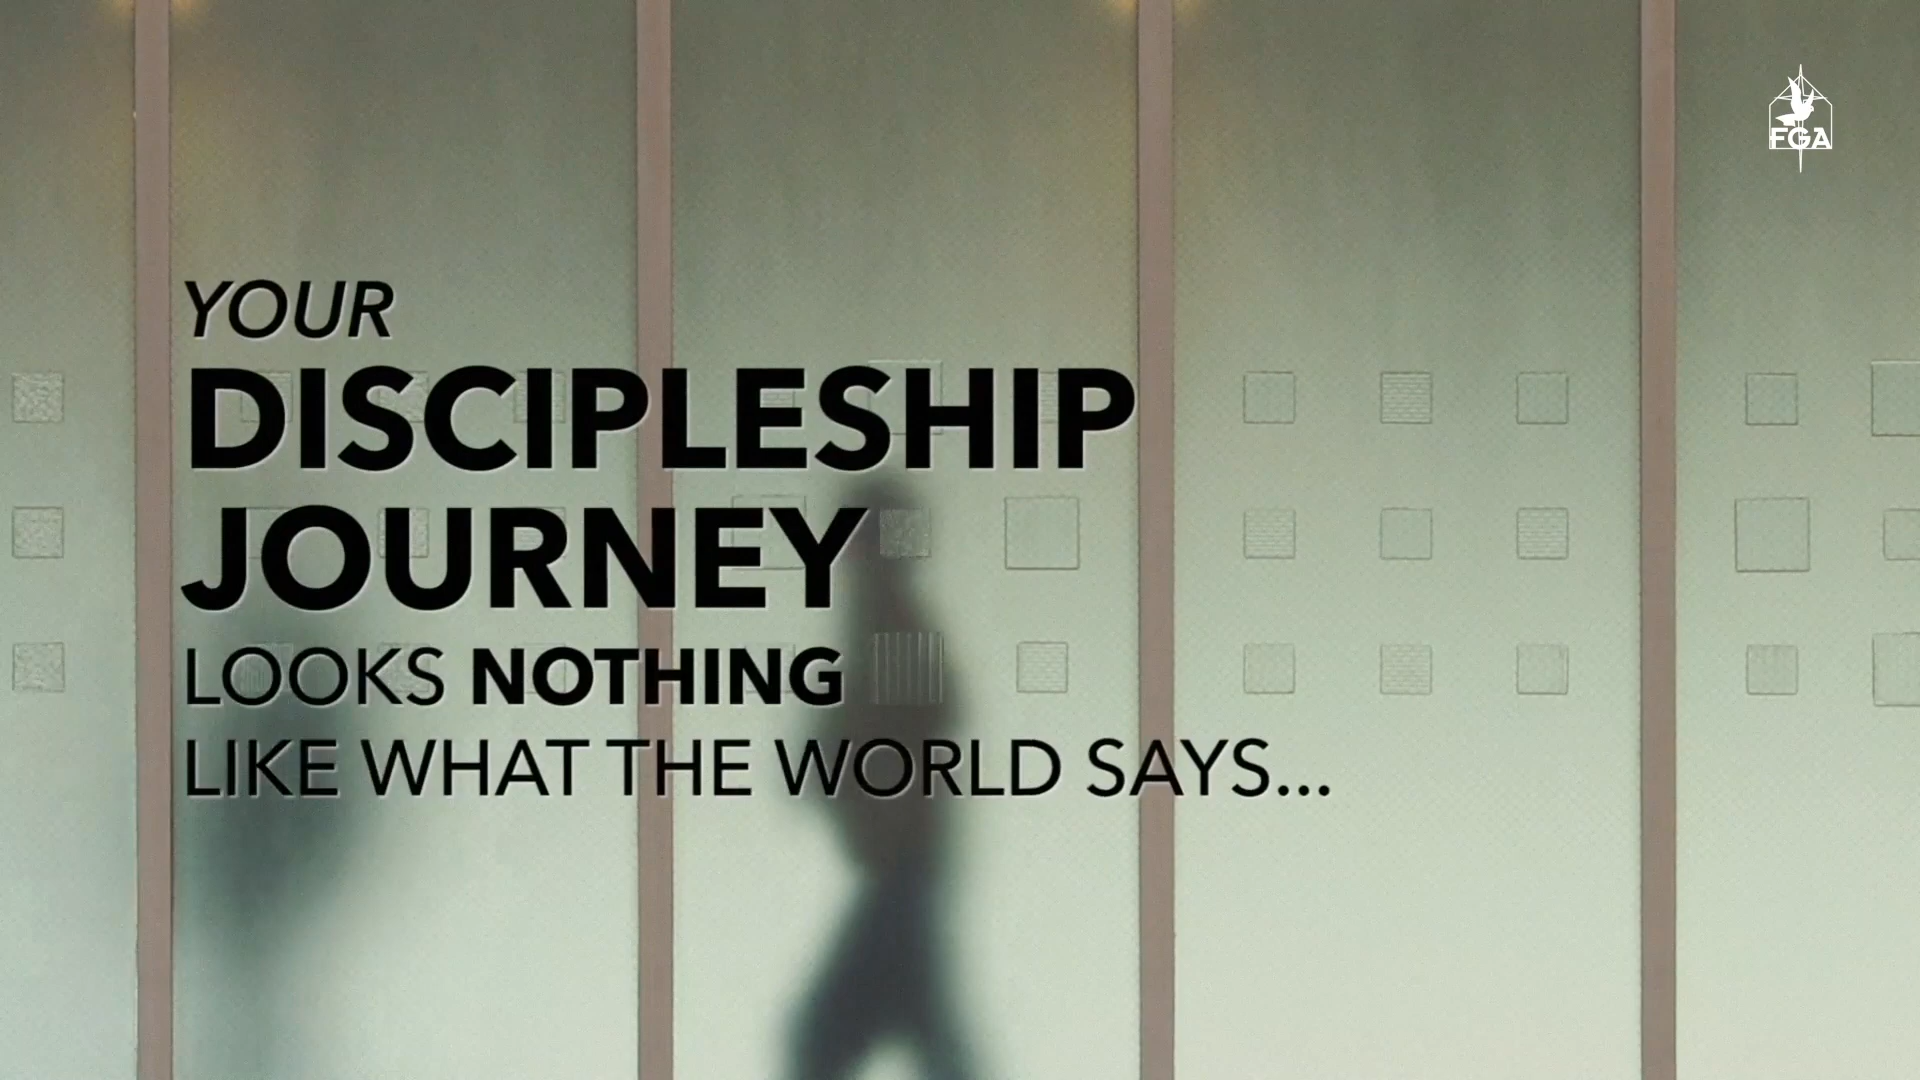 FGA
YOUR
DISCIPLESHIP
JOURNEY
LOOKS NOTHING
LIKE WHAT THE WORLD SAYS...